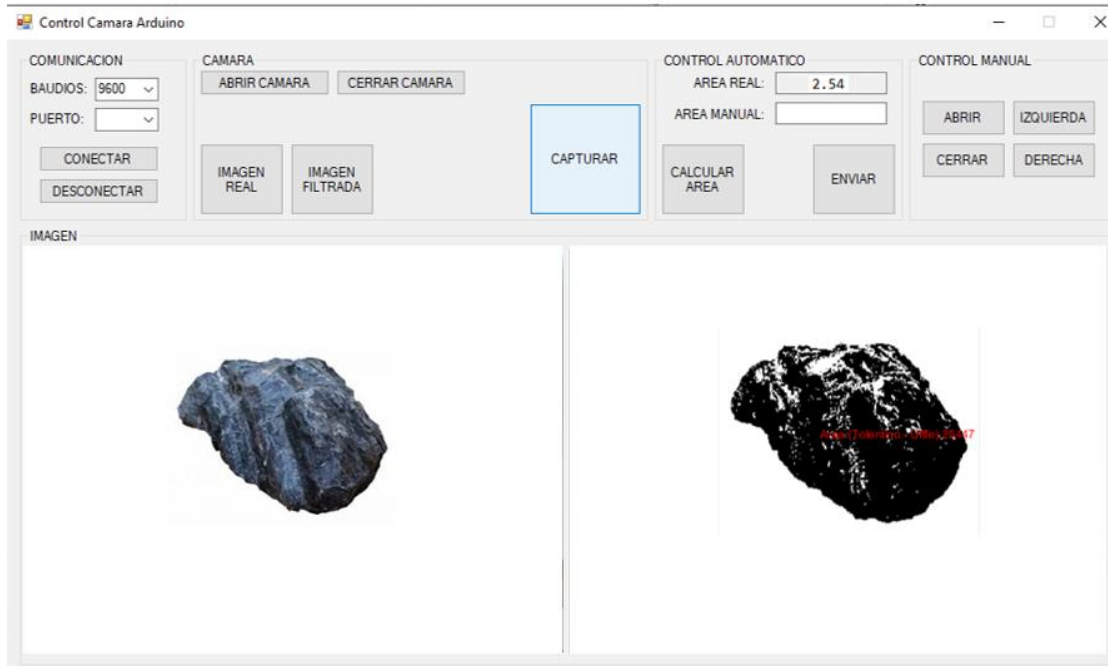 Control Camara Arduino
COMUNICACION
BAUDIOS: 9600
PUERTO:
CONECTAR
DESCONECTAR
CAMARA
ABRIR CAMARA CERRAR CAMARA
IMAGEN
REAL
IMAGEN
FILTRADA
CAPTURAR
CONTROL AUTOMATICO
AREA REAL: 2.54
AREA MANUAL:
CALCULAR
AREA
ENVIAR
CONTROL MANUAL
ABRIR IZQUIERDA
CERRAR DERECHA
IMAGEN